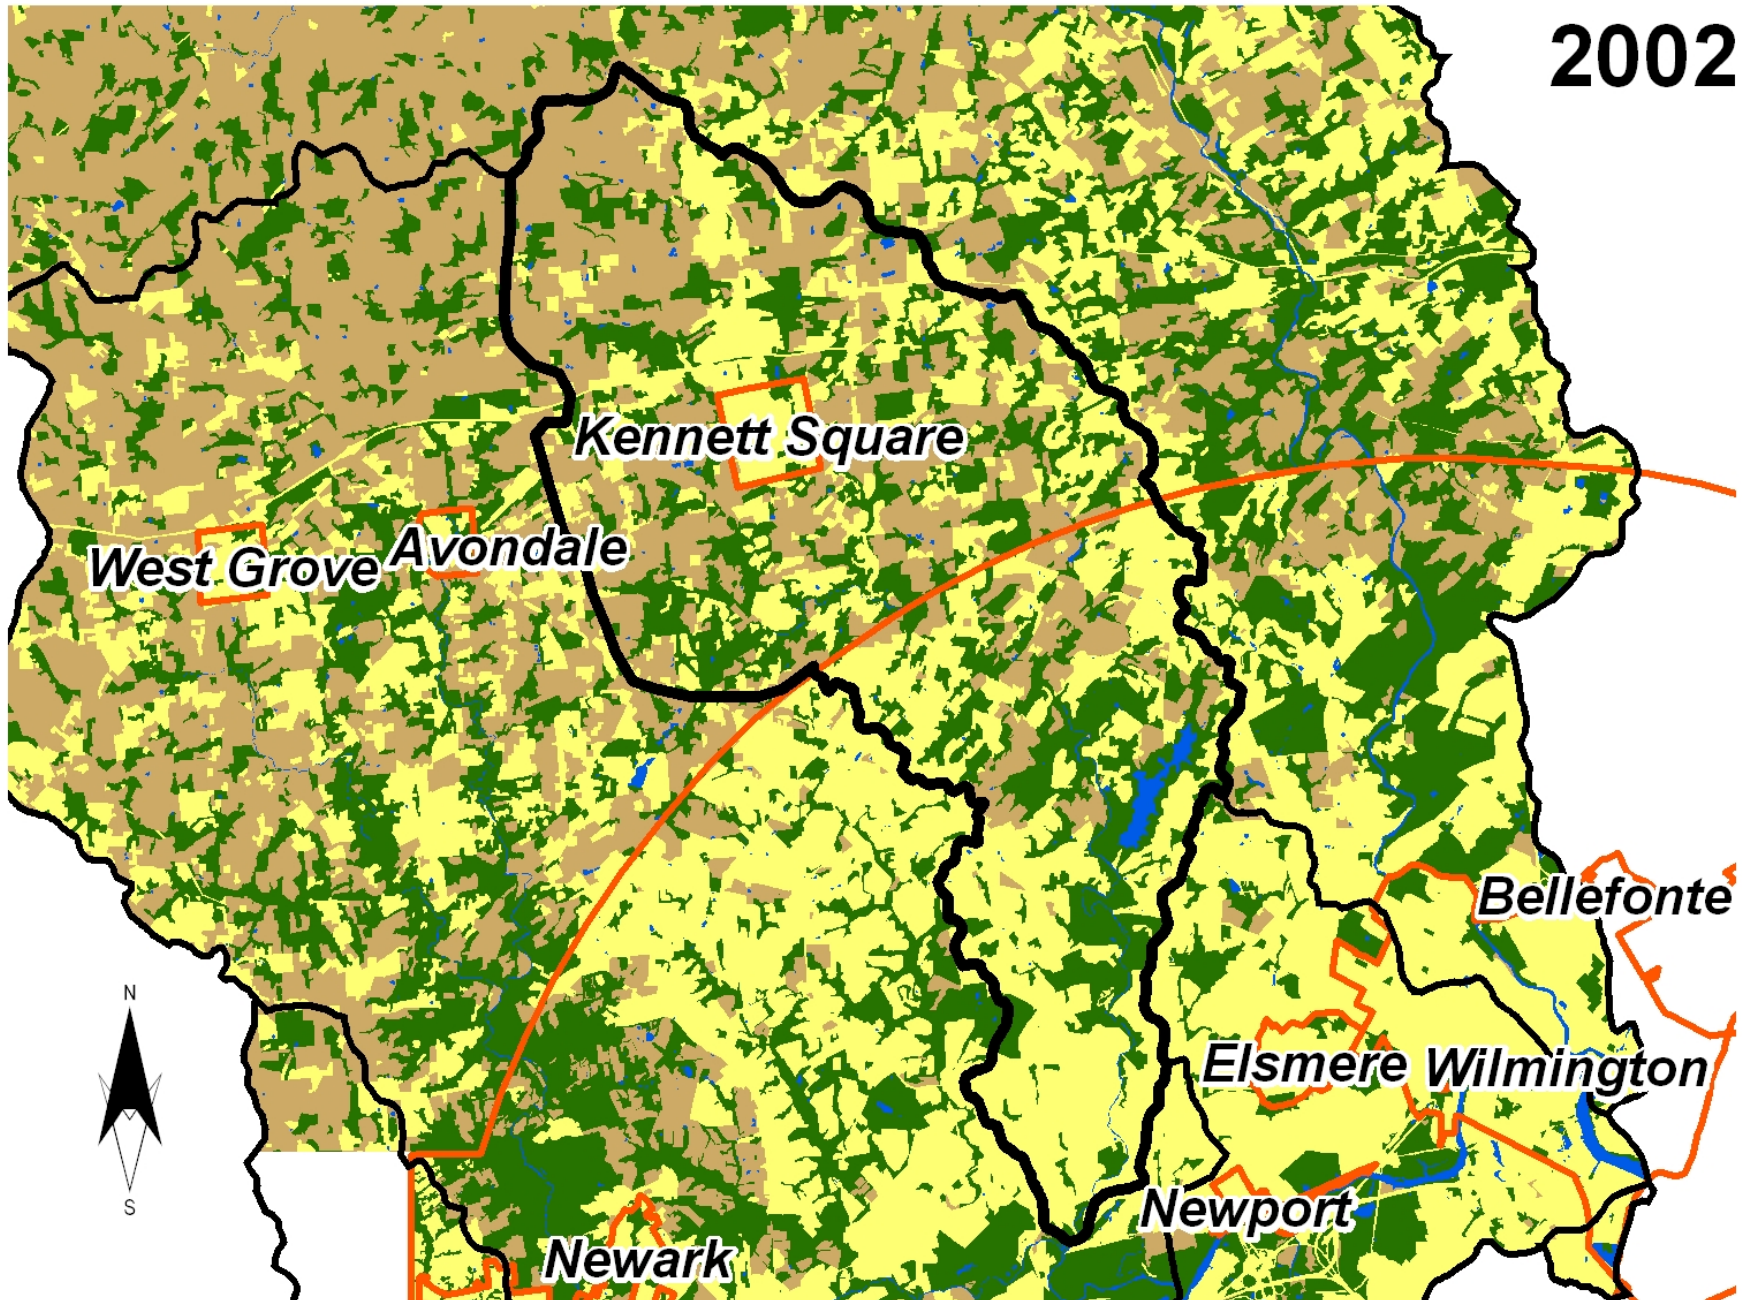 2002
Kennett Square
West Grove
Avondale
Bellefonte
N
S
Elsmere
Wilmington
Newport
Newark